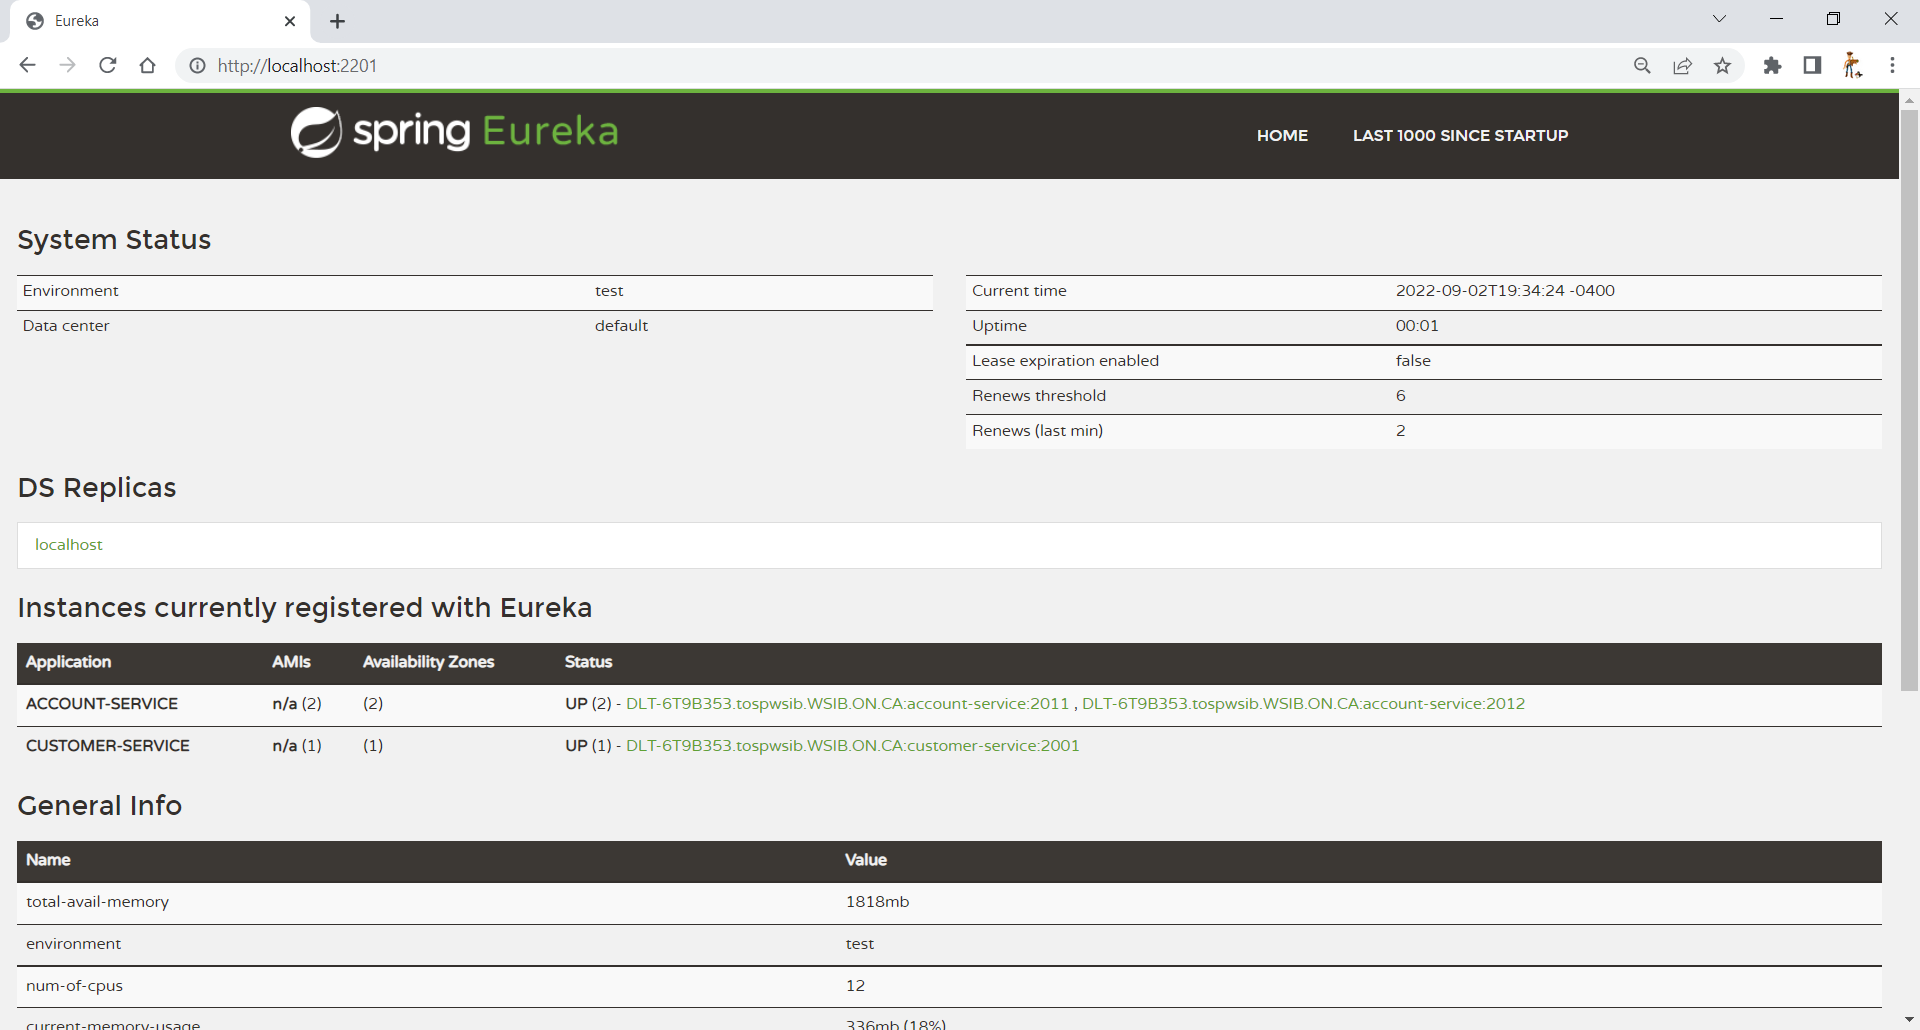 Eureka
http://localhost:2201
spring Eureka
HOME LAST 1000 SINCE STARTUP
System Status
Environment test
Data center default
Current time 2022-09-02T19:34:24 -0400
Uptime 00:01
Lease expiration enabled false
Renews threshold 6
Renews (last min) 2
DS Replicas
localhost
Instances currently registered with Eureka
Application AMIs Availability Zones Status
ACCOUNT-SERVICE n/a (2) (2) UP (2) - DLT-6T9B353.tospwsib.WSIB.ON.CA:account-service:2011 , DLT-6T9B353.tospwsib.WSIB.ON.CA:account-service:2012
CUSTOMER-SERVICE n/a (1) (1) UP (1) - DLT-6T9B353.tospwsib.WSIB.ON.CA:customer-service:2001
General Info
Name Value
total-avail-memory 1818mb
environment test
num-of-cpus 12
current-memory-usage 336mb (18%)